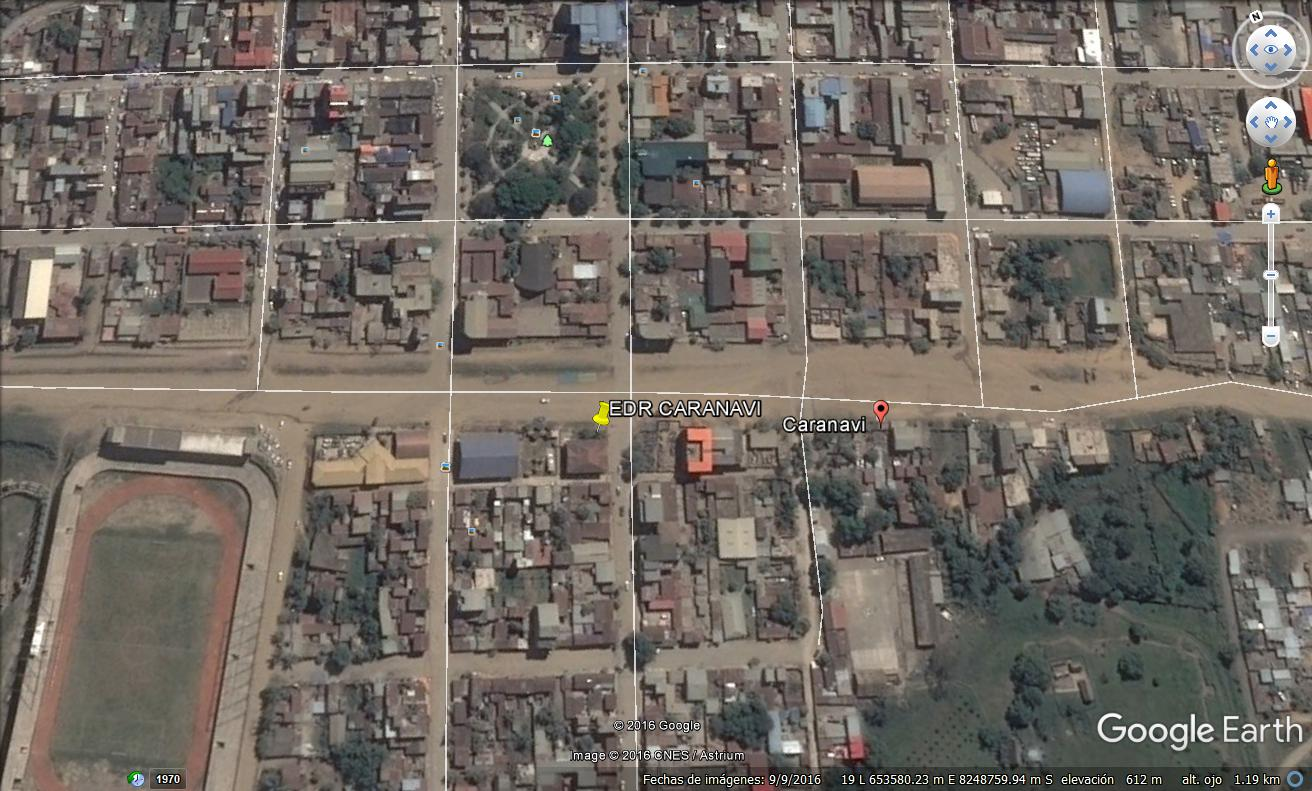 N
EDR CARANAVI
Caranavi
© 2016 Google
Image © 2016 CNES / Astrium
Google Earth
1970
Fechas de imágenes: 9/9/2016 19 L 653580.23 m E 8248759.94 m S elevación 612 m alt. ojo 1.19 km